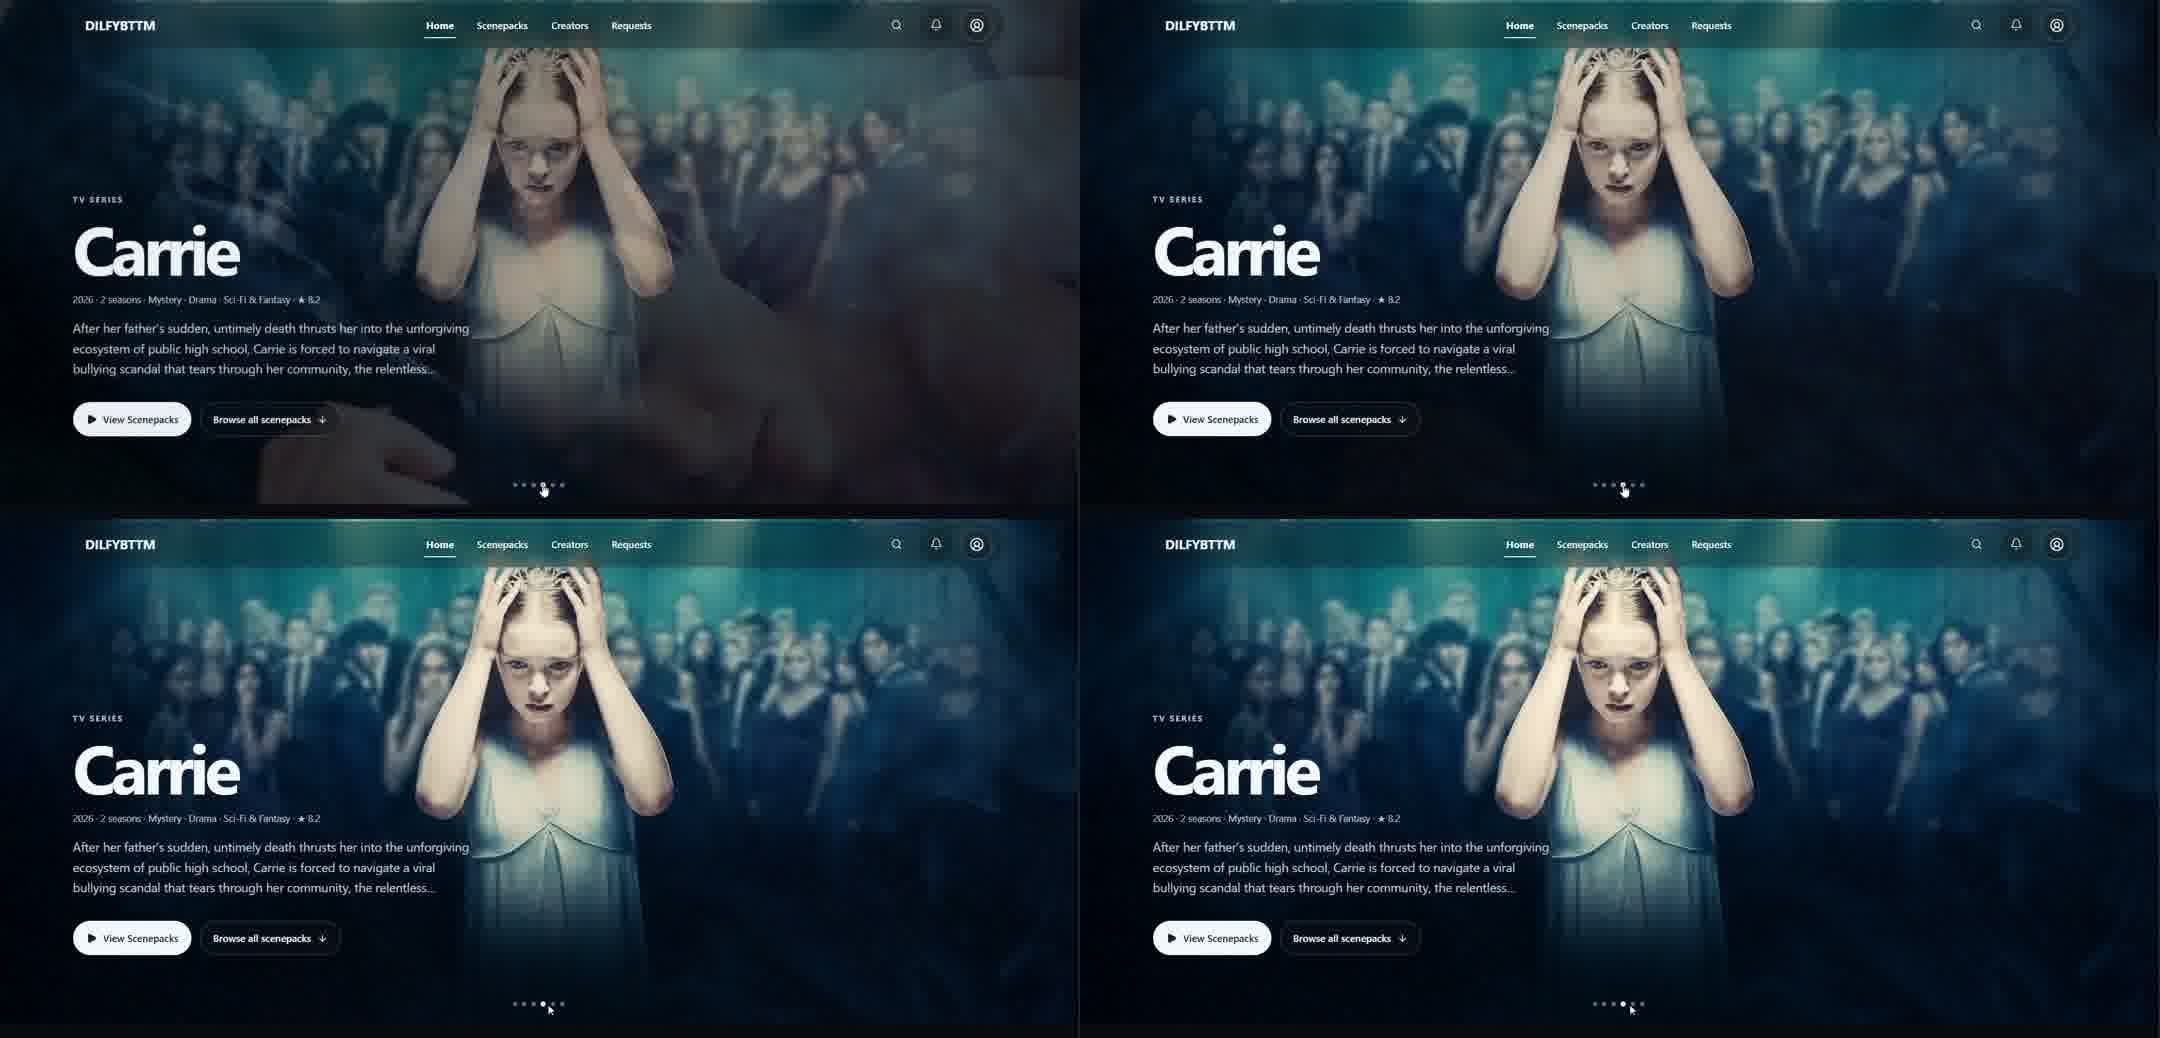 DILFYBTTM
Home Scenepacks Creators Requests
TV SERIES
Carrie
2026 · 2 seasons · Mystery · Drama · Sci-Fi & Fantasy · ★ 8.2
After her father's sudden, untimely death thrusts her into the unforgiving
ecosystem of public high school, Carrie is forced to navigate a viral
bullying scandal that tears through her community, the relentless...
View Scenepacks Browse all scenepacks ↓
DILFYBTTM
Home Scenepacks Creators Requests
TV SERIES
Carrie
2026 · 2 seasons · Mystery · Drama · Sci-Fi & Fantasy · ★ 8.2
After her father's sudden, untimely death thrusts her into the unforgiving
ecosystem of public high school, Carrie is forced to navigate a viral
bullying scandal that tears through her community, the relentless...
View Scenepacks Browse all scenepacks ↓
DILFYBTTM
Home Scenepacks Creators Requests
TV SERIES
Carrie
2026 · 2 seasons · Mystery · Drama · Sci-Fi & Fantasy · ★ 8.2
After her father's sudden, untimely death thrusts her into the unforgiving
ecosystem of public high school, Carrie is forced to navigate a viral
bullying scandal that tears through her community, the relentless...
View Scenepacks Browse all scenepacks ↓
DILFYBTTM
Home Scenepacks Creators Requests
TV SERIES
Carrie
2026 · 2 seasons · Mystery · Drama · Sci-Fi & Fantasy · ★ 8.2
After her father's sudden, untimely death thrusts her into the unforgiving
ecosystem of public high school, Carrie is forced to navigate a viral
bullying scandal that tears through her community, the relentless...
View Scenepacks Browse all scenepacks ↓